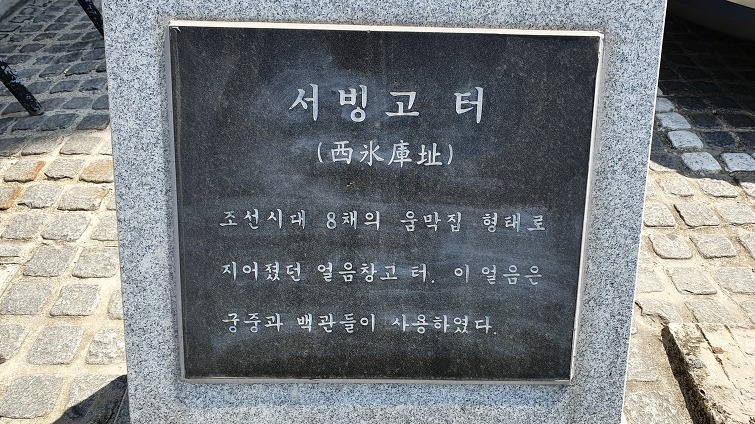 서빙고 터
(西氷庫址)
조선시대 8채의 움막집 형태로
지어졌던 얼음창고 터. 이 얼음은
궁중과 백관들이 사용하였다.